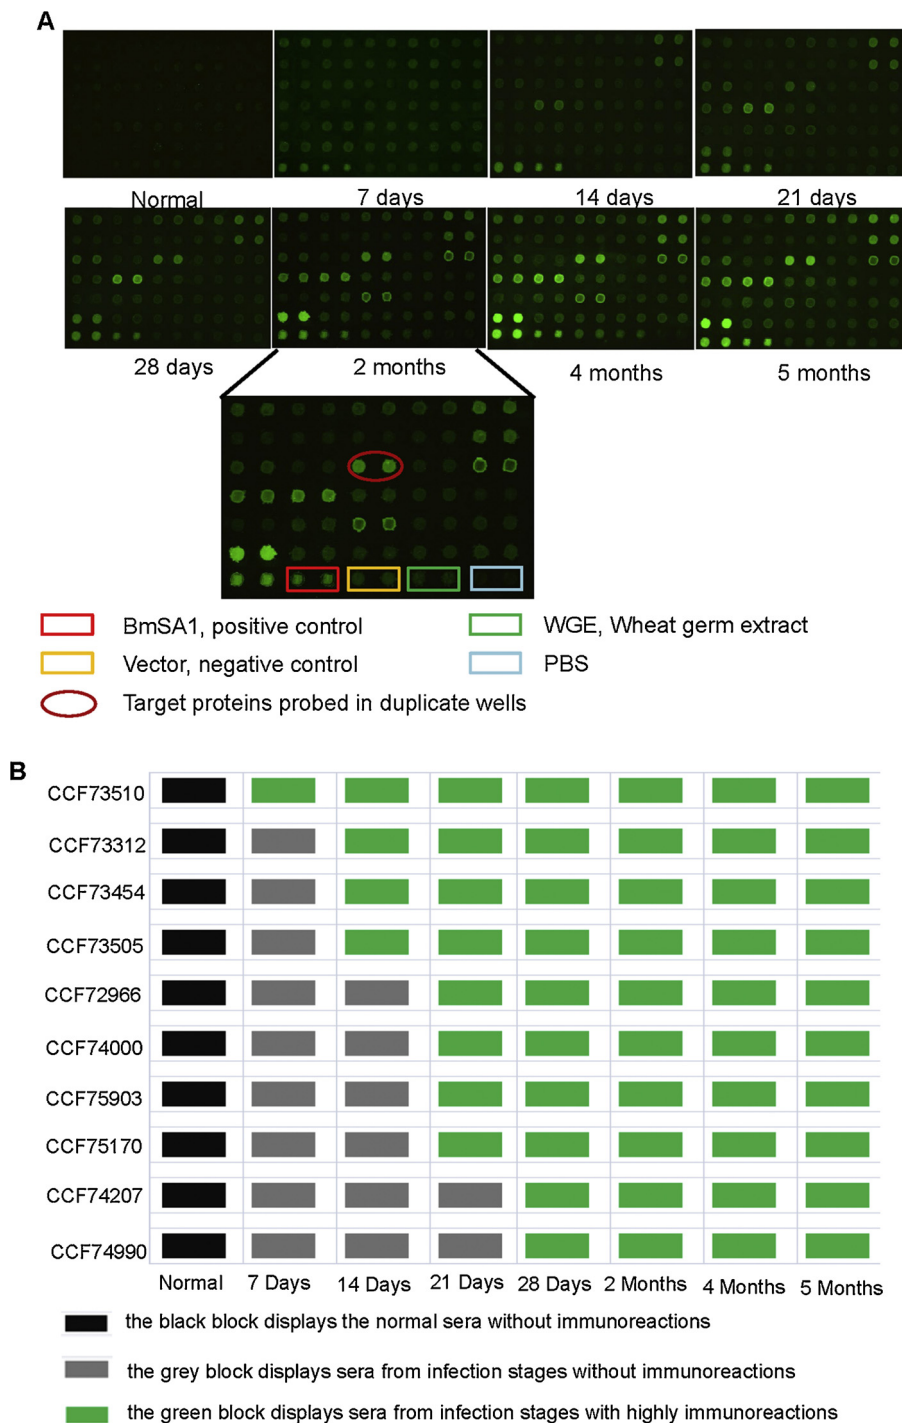 A
Normal 7 days 14 days 21 days
28 days 2 months 4 months 5 months
BmSA1, positive control WGE, Wheat germ extract
Vector, negative control PBS
Target proteins probed in duplicate wells
B
CCF73510
CCF73312
CCF73454
CCF73505
CCF72966
CCF74000
CCF75903
CCF75170
CCF74207
CCF74990
Normal 7 Days 14 Days 21 Days 28 Days 2 Months 4 Months 5 Months
the black block displays the normal sera without immunoreactions
the grey block displays sera from infection stages without immunoreactions
the green block displays sera from infection stages with highly immunoreactions